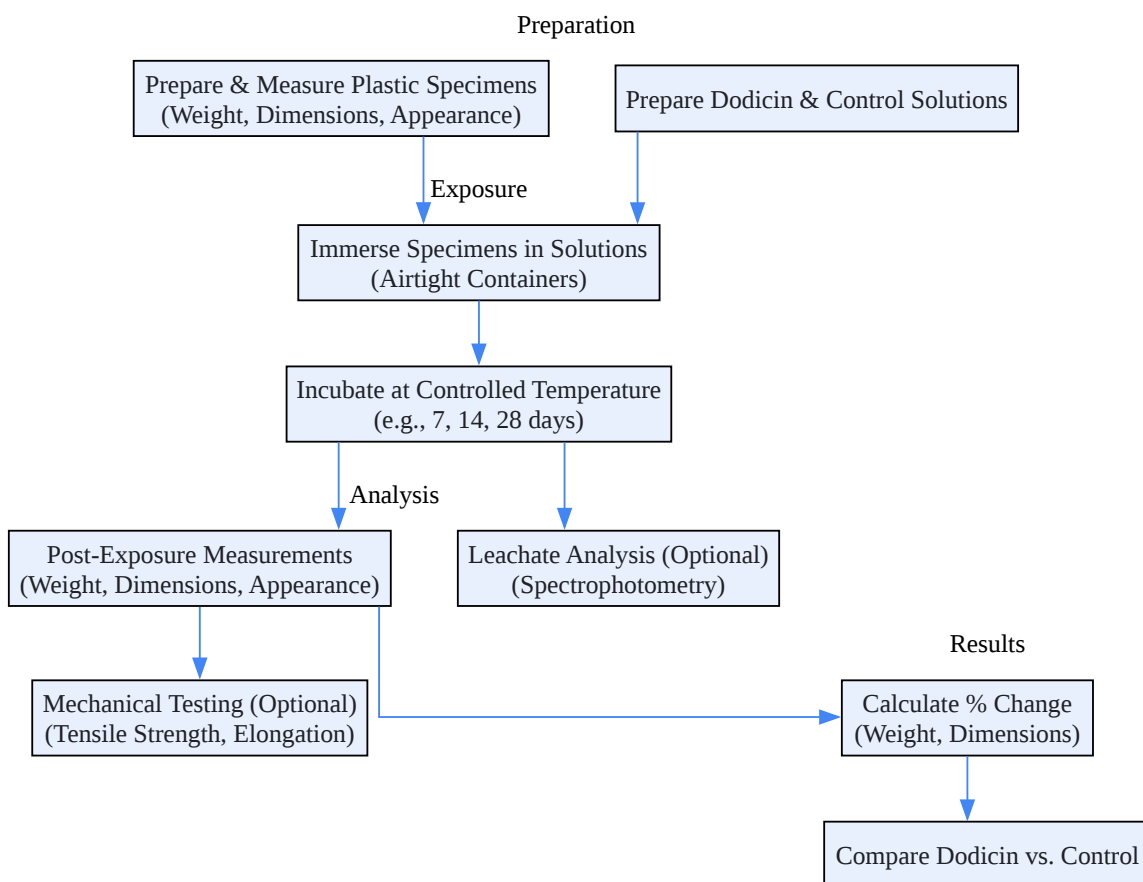 Preparation
Prepare & Measure Plastic Specimens
(Weight, Dimensions, Appearance)
Prepare Dodicin & Control Solutions
Exposure
Immerse Specimens in Solutions
(Airtight Containers)
Incubate at Controlled Temperature
(e.g., 7, 14, 28 days)
Analysis
Post-Exposure Measurements
(Weight, Dimensions, Appearance)
Leachate Analysis (Optional)
(Spectrophotometry)
Mechanical Testing (Optional)
(Tensile Strength, Elongation)
Results
Calculate % Change
(Weight, Dimensions)
Compare Dodicin vs. Control